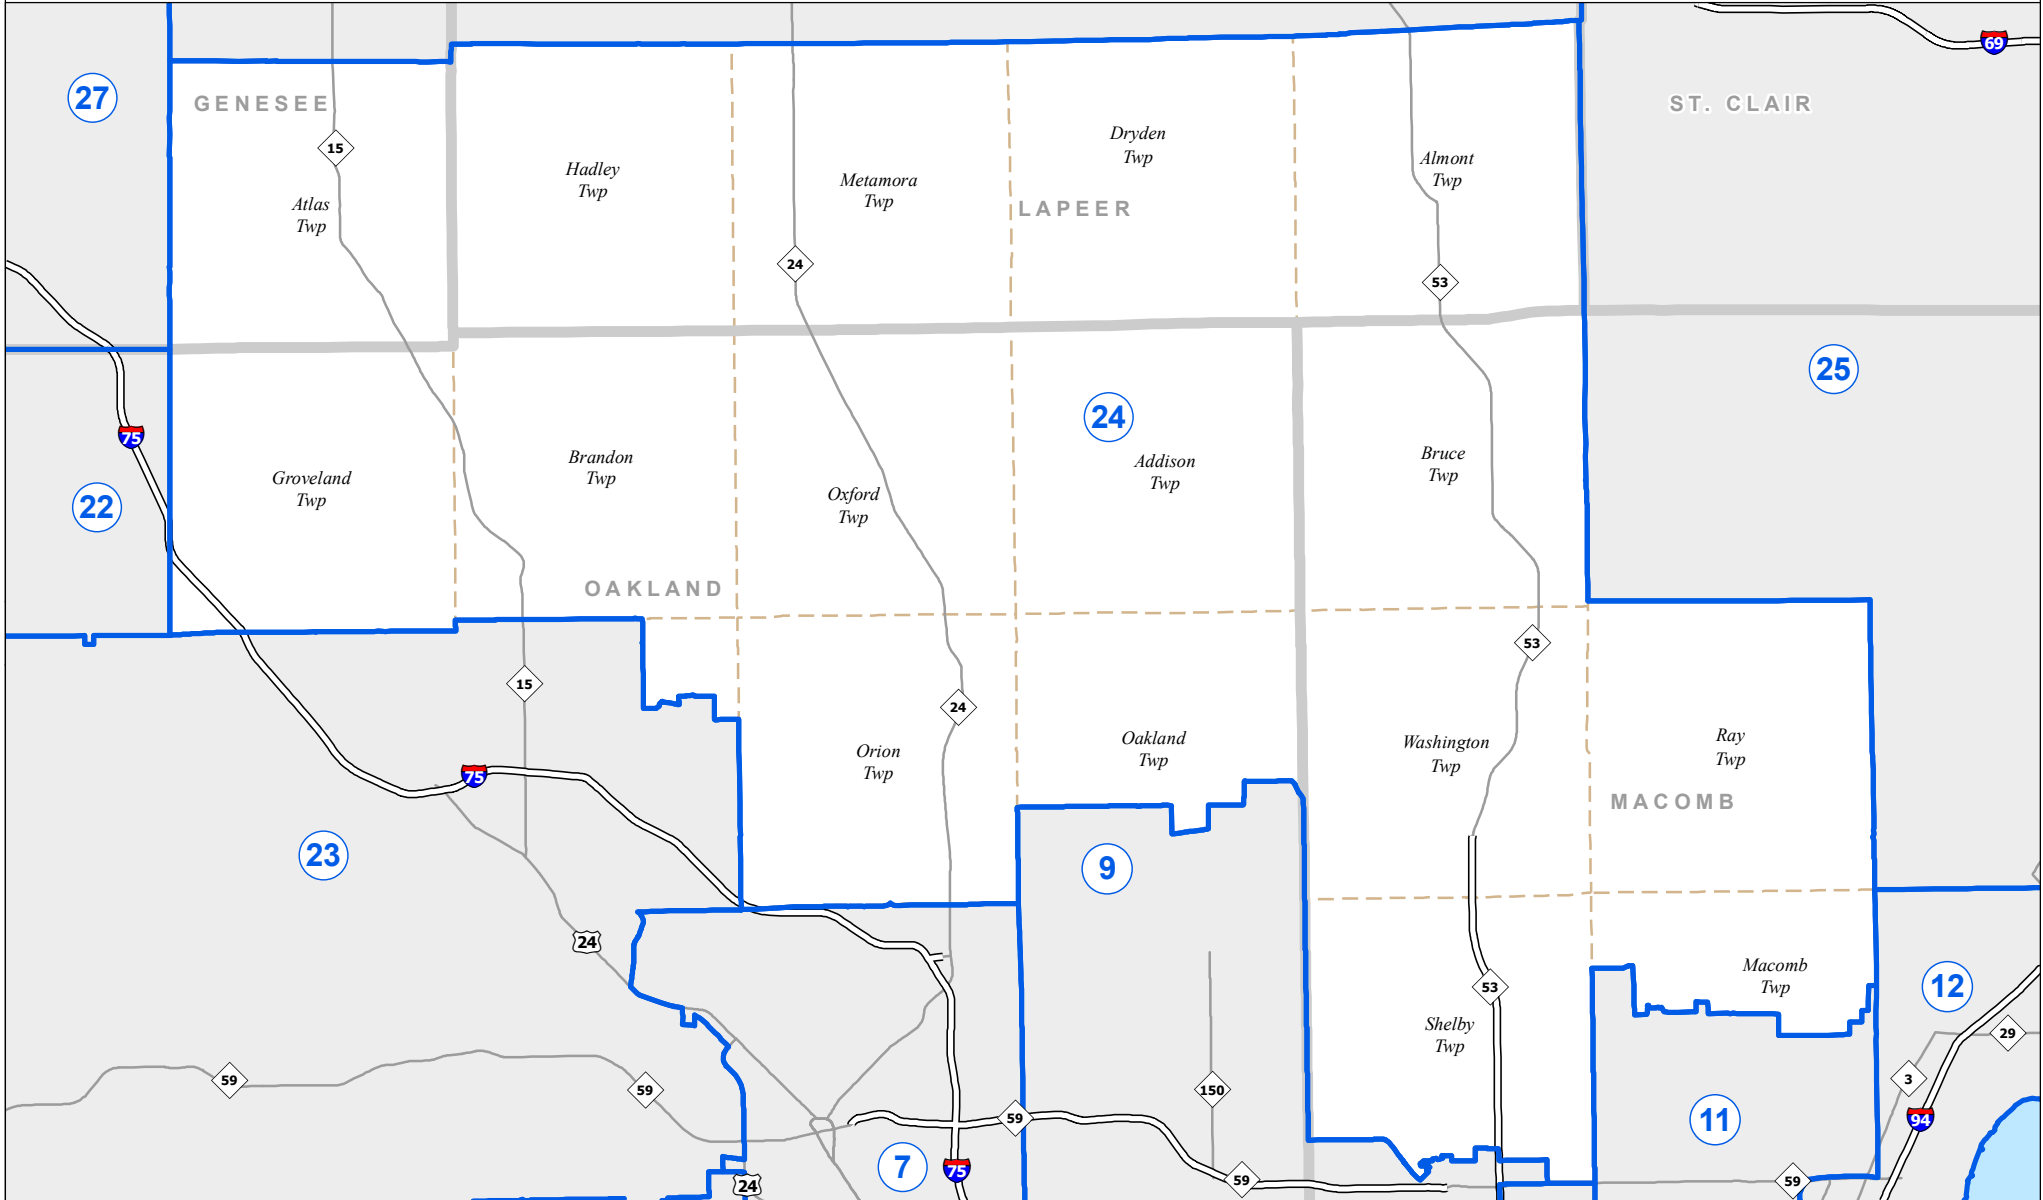 69
27
GENESEE
ST. CLAIR
15
Dryden
Twp
Hadley
Twp
Metamora
Twp
Almont
Twp
Atlas
Twp
LAPEER
24
53
25
24
75
22
Groveland
Twp
Brandon
Twp
Oxford
Twp
Addison
Twp
Bruce
Twp
OAKLAND
53
15
24
Orion
Twp
Oakland
Twp
Washington
Twp
Ray
Twp
75
MACOMB
23
9
24
53
Macomb
Twp
12
Shelby
Twp
29
59
59
150
3
59
11
94
7
75
24
59
59